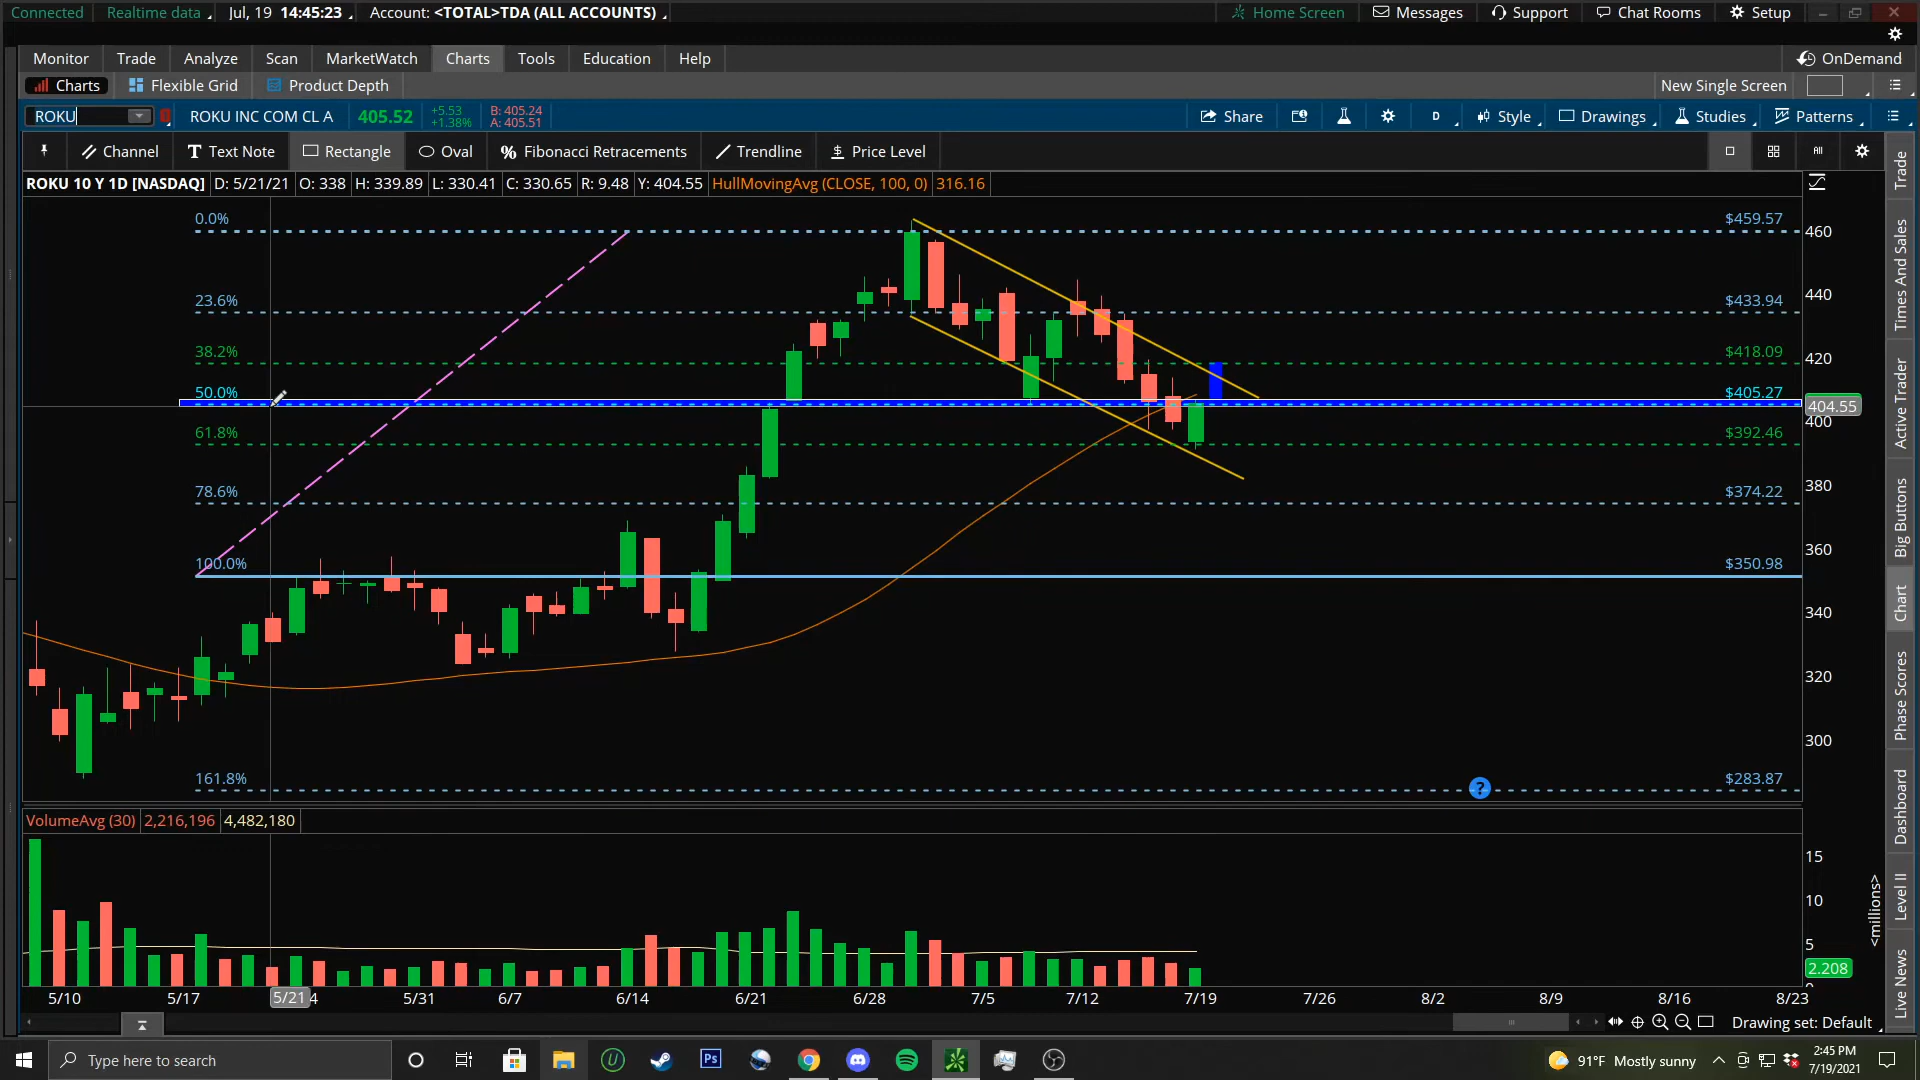 Connected Realtime data Jul, 19 14:45:23 Account: <TOTAL>TDA (ALL ACCOUNTS) Home Screen Messages Support Chat Rooms Setup
Monitor Trade Analyze Scan MarketWatch Charts Tools Education Help OnDemand
Charts Flexible Grid Product Depth New Single Screen
ROKU ROKU INC COM CL A 405.52 +5.53 +1.38% B: 405.24 A: 405.51 Share D Style Drawings Studies Patterns
Channel T Text Note Rectangle Oval % Fibonacci Retracements Trendline $ Price Level All
ROKU 10 Y 1D [NASDAQ] D: 5/21/21 O: 338 H: 339.89 L: 330.41 C: 330.65 R: 9.48 Y: 404.55 HullMovingAvg (CLOSE, 100, 0) 316.16
0.0% $459.57
460
23.6% $433.94
440
38.2% $418.09
420
50.0% $405.27
404.55
400
61.8% $392.46
380
78.6% $374.22
360
100.0% $350.98
340
320
300
161.8% $283.87
?
VolumeAvg (30) 2,216,196 4,482,180
15
10
5
<millions>
2.208
5/10 5/17 5/21 4 5/31 6/7 6/14 6/21 6/28 7/5 7/12 7/19 7/26 8/2 8/9 8/16 8/23
Drawing set: Default
Trade
Times And Sales
Active Trader
Big Buttons
Chart
Phase Scores
Dashboard
Level II
Live News
Type here to search Ps 91°F Mostly sunny 2:45 PM
7/19/2021